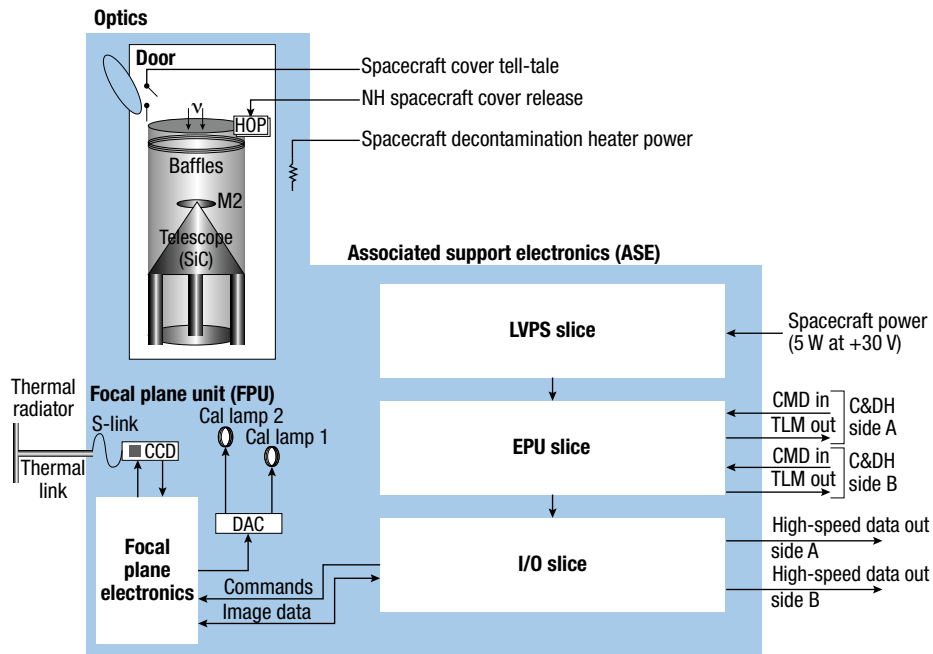 Optics
Door
Spacecraft cover tell-tale
NH spacecraft cover release
ν
HOP
Spacecraft decontamination heater power
Baffles
M2
Telescope
(SiC)
Associated support electronics (ASE)
LVPS slice
Spacecraft power
(5 W at +30 V)
Focal plane unit (FPU)
Thermal
radiator
S-link
Cal lamp 2
Cal lamp 1
CCD
Thermal
link
EPU slice
CMD in
TLM out
C&DH
side A
CMD in
TLM out
C&DH
side B
DAC
Focal
plane
electronics
I/O slice
Commands
Image data
High-speed data out
side A
High-speed data out
side B